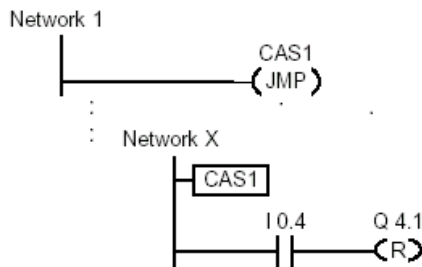 Network 1
CAS1
JMP
Network X
CAS1
I 0.4 Q 4.1
R